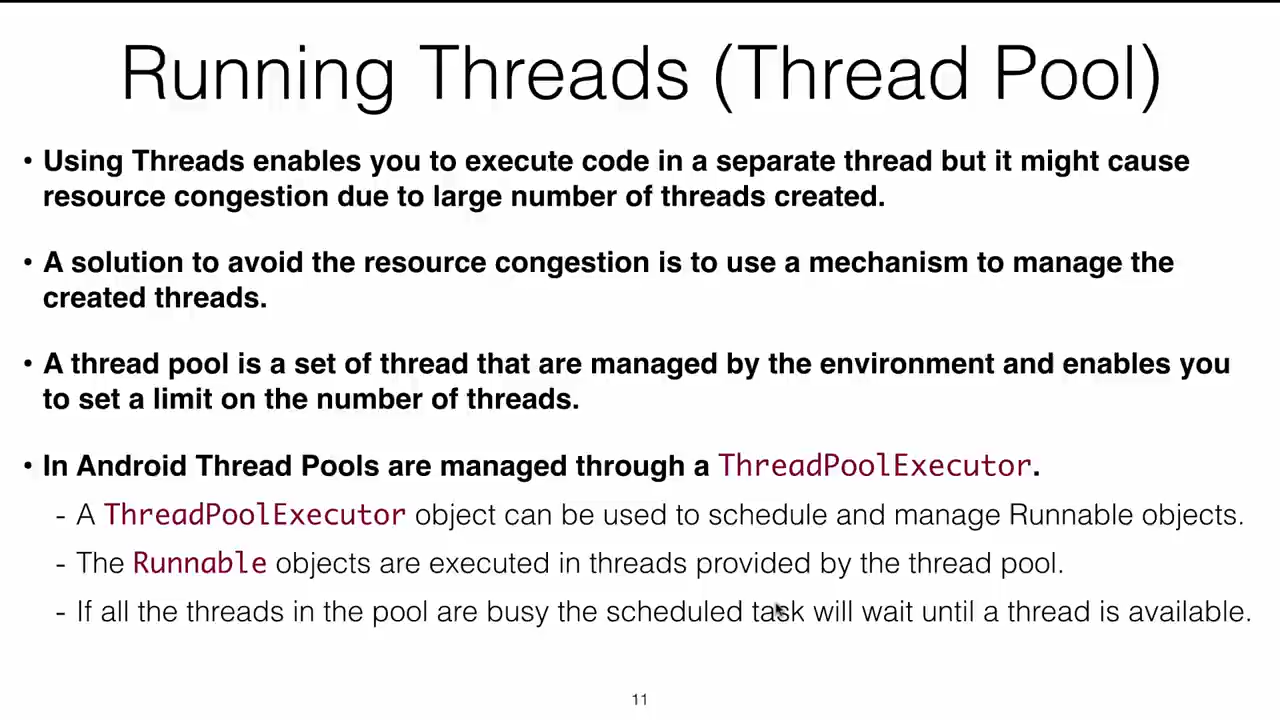 Running Threads (Thread Pool)
• Using Threads enables you to execute code in a separate thread but it might cause
resource congestion due to large number of threads created.
• A solution to avoid the resource congestion is to use a mechanism to manage the
created threads.
• A thread pool is a set of thread that are managed by the environment and enables you
to set a limit on the number of threads.
• In Android Thread Pools are managed through a ThreadPoolExecutor.
- A ThreadPoolExecutor object can be used to schedule and manage Runnable objects.
- The Runnable objects are executed in threads provided by the thread pool.
- If all the threads in the pool are busy the scheduled task will wait until a thread is available.
11